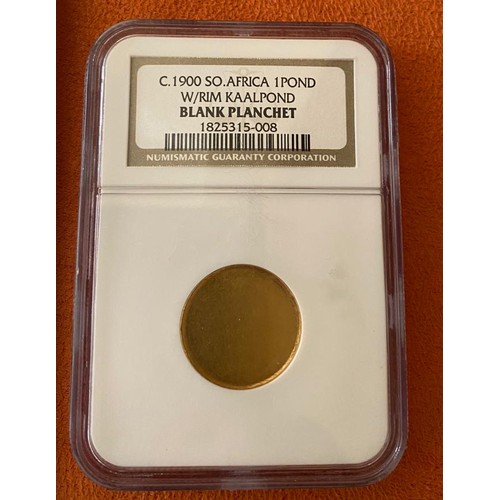 C.1900 SO.AFRICA 1POND
W/RIM KAALPOND
BLANK PLANCHET
1825315-008
NUMISMATIC GUARANTY CORPORATION